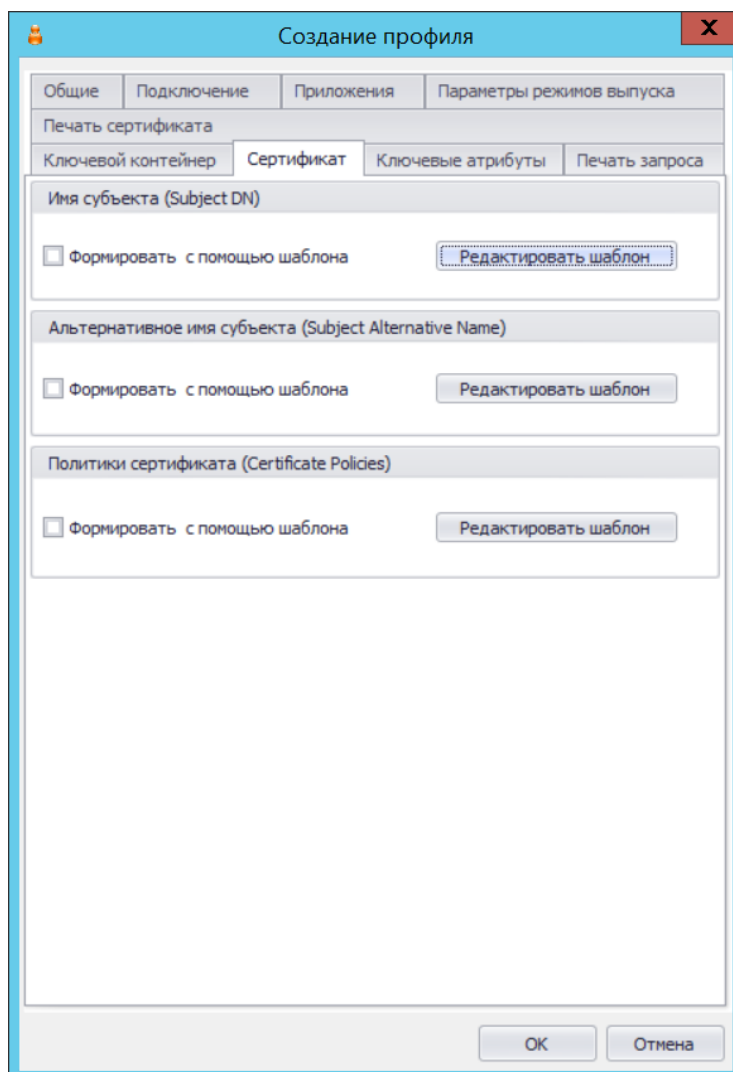 Создание профиля
X
Общие Подключение Приложения Параметры режимов выпуска
Печать сертификата
Ключевой контейнер Сертификат Ключевые атрибуты Печать запроса
Имя субъекта (Subject DN)
Формировать с помощью шаблона Редактировать шаблон
Альтернативное имя субъекта (Subject Alternative Name)
Формировать с помощью шаблона Редактировать шаблон
Политики сертификата (Certificate Policies)
Формировать с помощью шаблона Редактировать шаблон
ОК Отмена